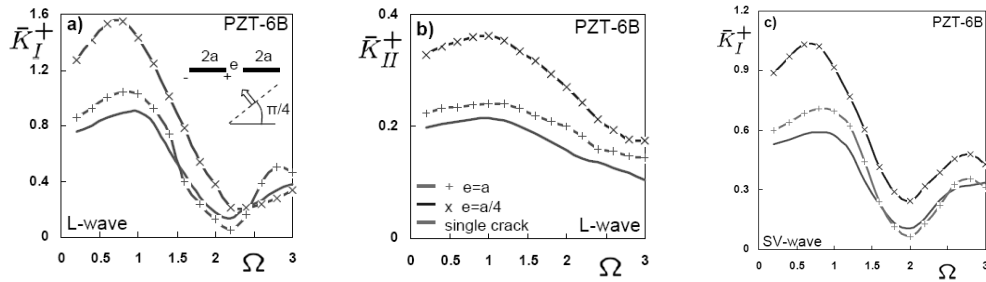 a) PZT-6B
K̄_I^+
1.6
1.2
0.8
0.4
0
2a e 2a
- +
π/4
L-wave
0 0.5 1 1.5 2 2.5 3
Ω
b) PZT-6B
K̄_II^+
0.4
0.2
0
+ e=a
x e=a/4
single crack
L-wave
0 0.5 1 1.5 2 2.5 3
Ω
c) PZT-6B
K̄_I^+
1.2
0.9
0.6
0.3
0
SV-wave
0 0.5 1 1.5 2 2.5 3
Ω